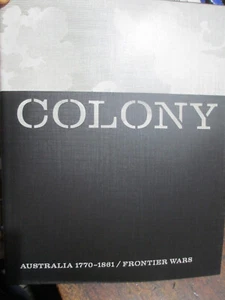 COLONY
AUSTRALIA 1770–1861 / FRONTIER WARS